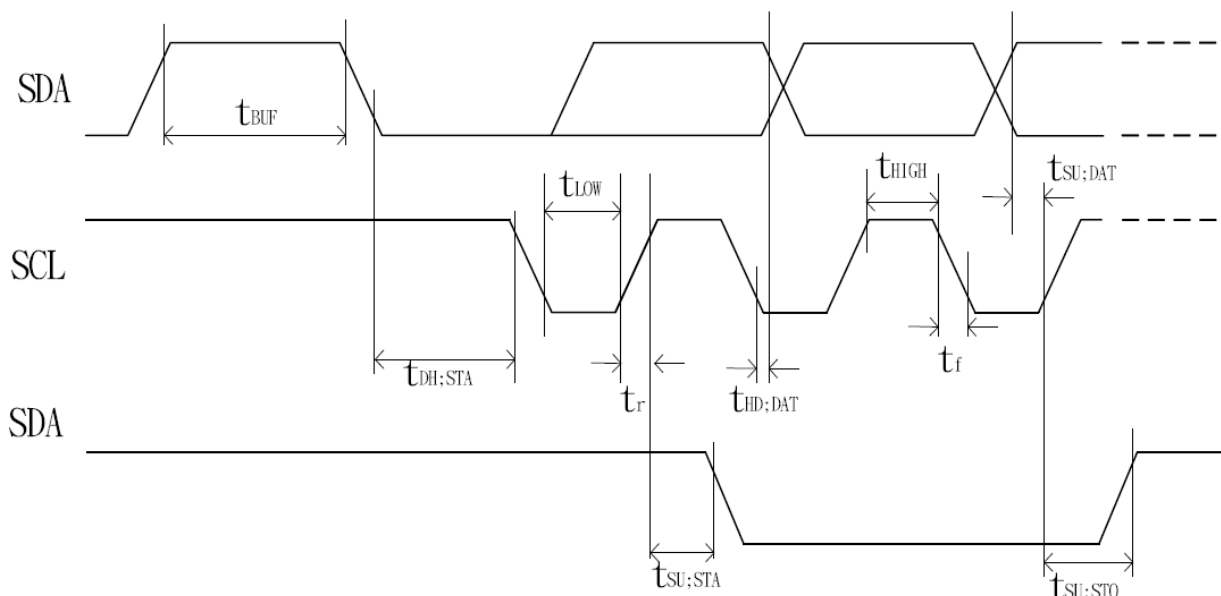 SDA
tBUF
tLOW
tHIGH
tSU;DAT
SCL
tDH;STA
tr
tHD;DAT
tf
SDA
tSU;STA
tSU;STO